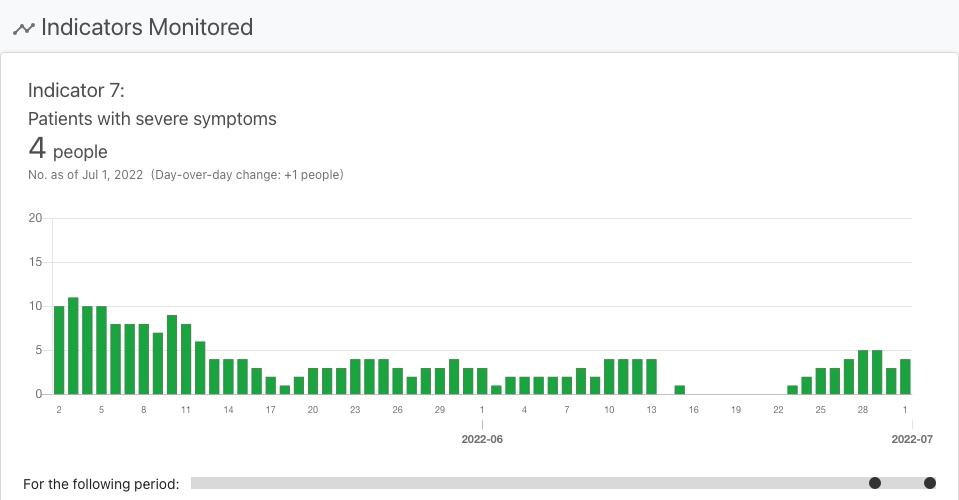 Indicators Monitored
Indicator 7:
Patients with severe symptoms
4 people
No. as of Jul 1, 2022 (Day-over-day change: +1 people)
20
15
10
5
0
2 5 8 11 14 17 20 23 26 29 1 4 7 10 13 16 19 22 25 28 1
2022-06 2022-07
For the following period: